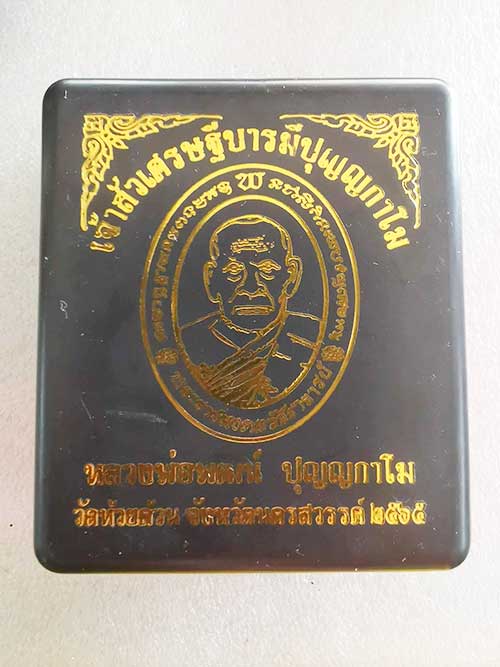 เจ้าสัวเศรษฐีบารมีปุญญกาโม
พ
หลวงพ่อพัฒน์ ปุญญกาโม
วัดห้วยด้วน จังหวัดนครสวรรค์ ๒๕๖๕